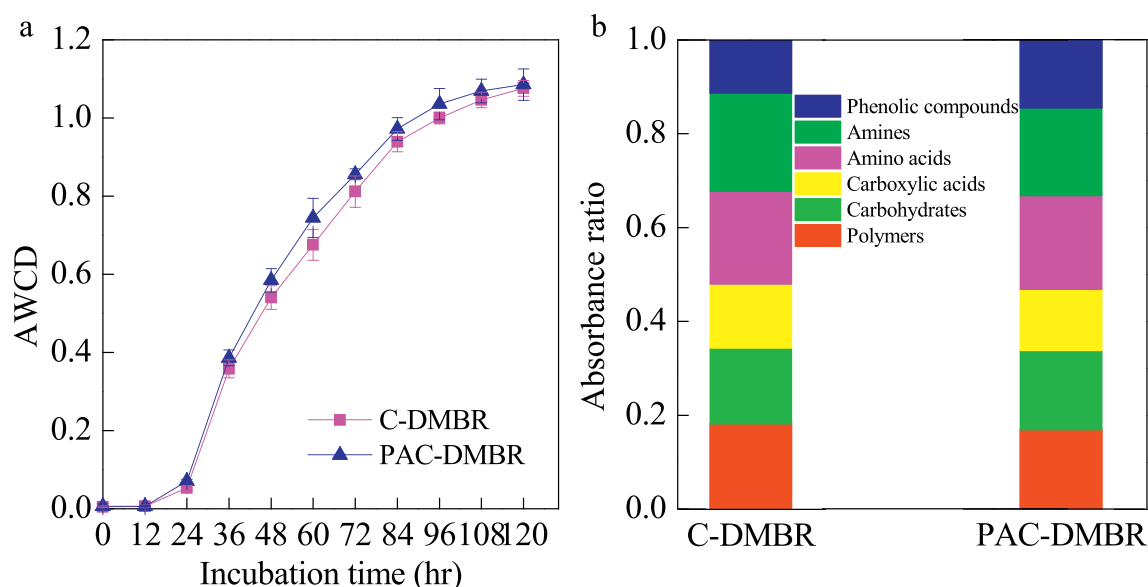 a
1.2
1.0
0.8
0.6
0.4
0.2
0.0
AWCD
0 12 24 36 48 60 72 84 96 108 120
Incubation time (hr)
C-DMBR
PAC-DMBR
b
1.0
0.8
0.6
0.4
0.2
0.0
Absorbance ratio
Phenolic compounds
Amines
Amino acids
Carboxylic acids
Carbohydrates
Polymers
C-DMBR
PAC-DMBR